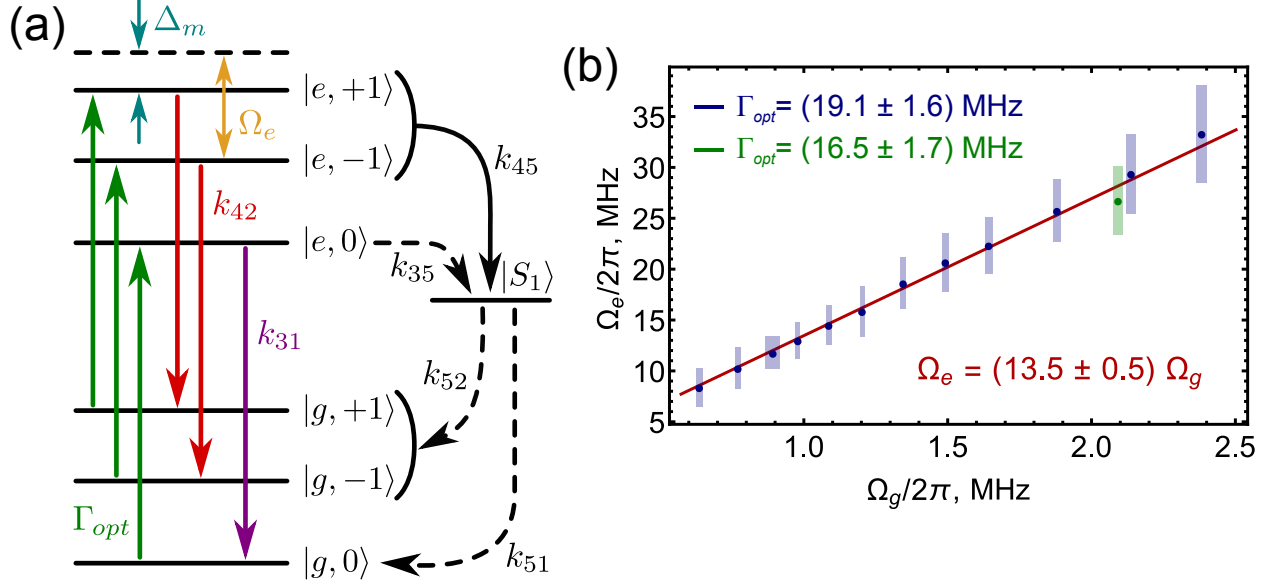 (a)
Δ_m
|e, +1⟩
Ω_e
|e, −1⟩
k_45
k_42
|e, 0⟩
k_35
|S_1⟩
k_31
k_52
|g, +1⟩
|g, −1⟩
Γ_opt
|g, 0⟩
k_51
(b)
Γ_opt = (19.1 ± 1.6) MHz
Γ_opt = (16.5 ± 1.7) MHz
Ω_e = (13.5 ± 0.5) Ω_g
Ω_e/2π, MHz
35
30
25
20
15
10
5
1.0 1.5 2.0 2.5
Ω_g/2π, MHz